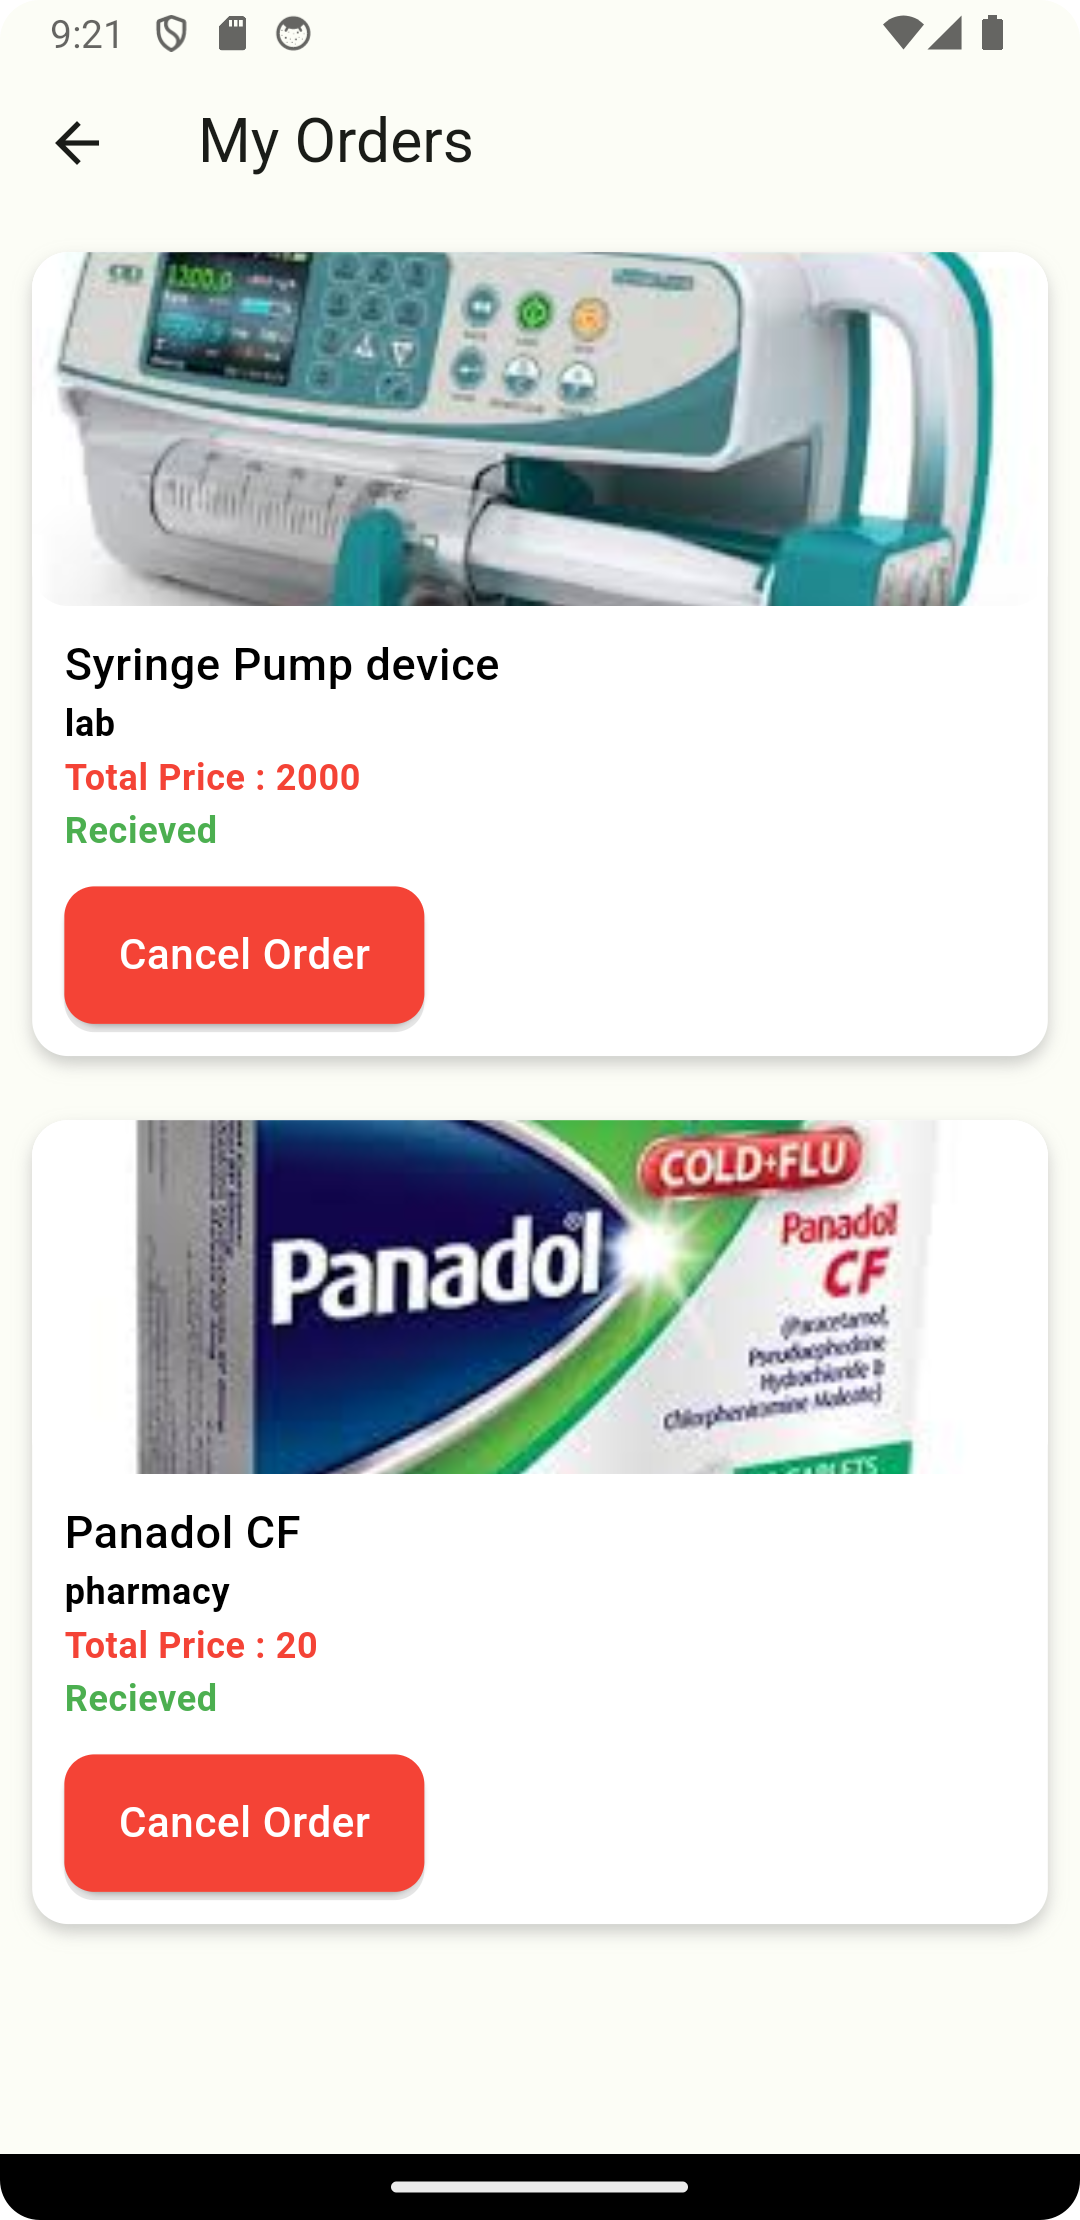 9:21
My Orders
1200.0
Syringe Pump device
lab
Total Price : 2000
Recieved
Cancel Order
COLD+FLU
Panadol®
Panadol
CF
(Paracetamol,
Pseudoephedrine
Hydrochloride &
Chlorpheniramine Maleate)
CAPLETS
Panadol CF
pharmacy
Total Price : 20
Recieved
Cancel Order